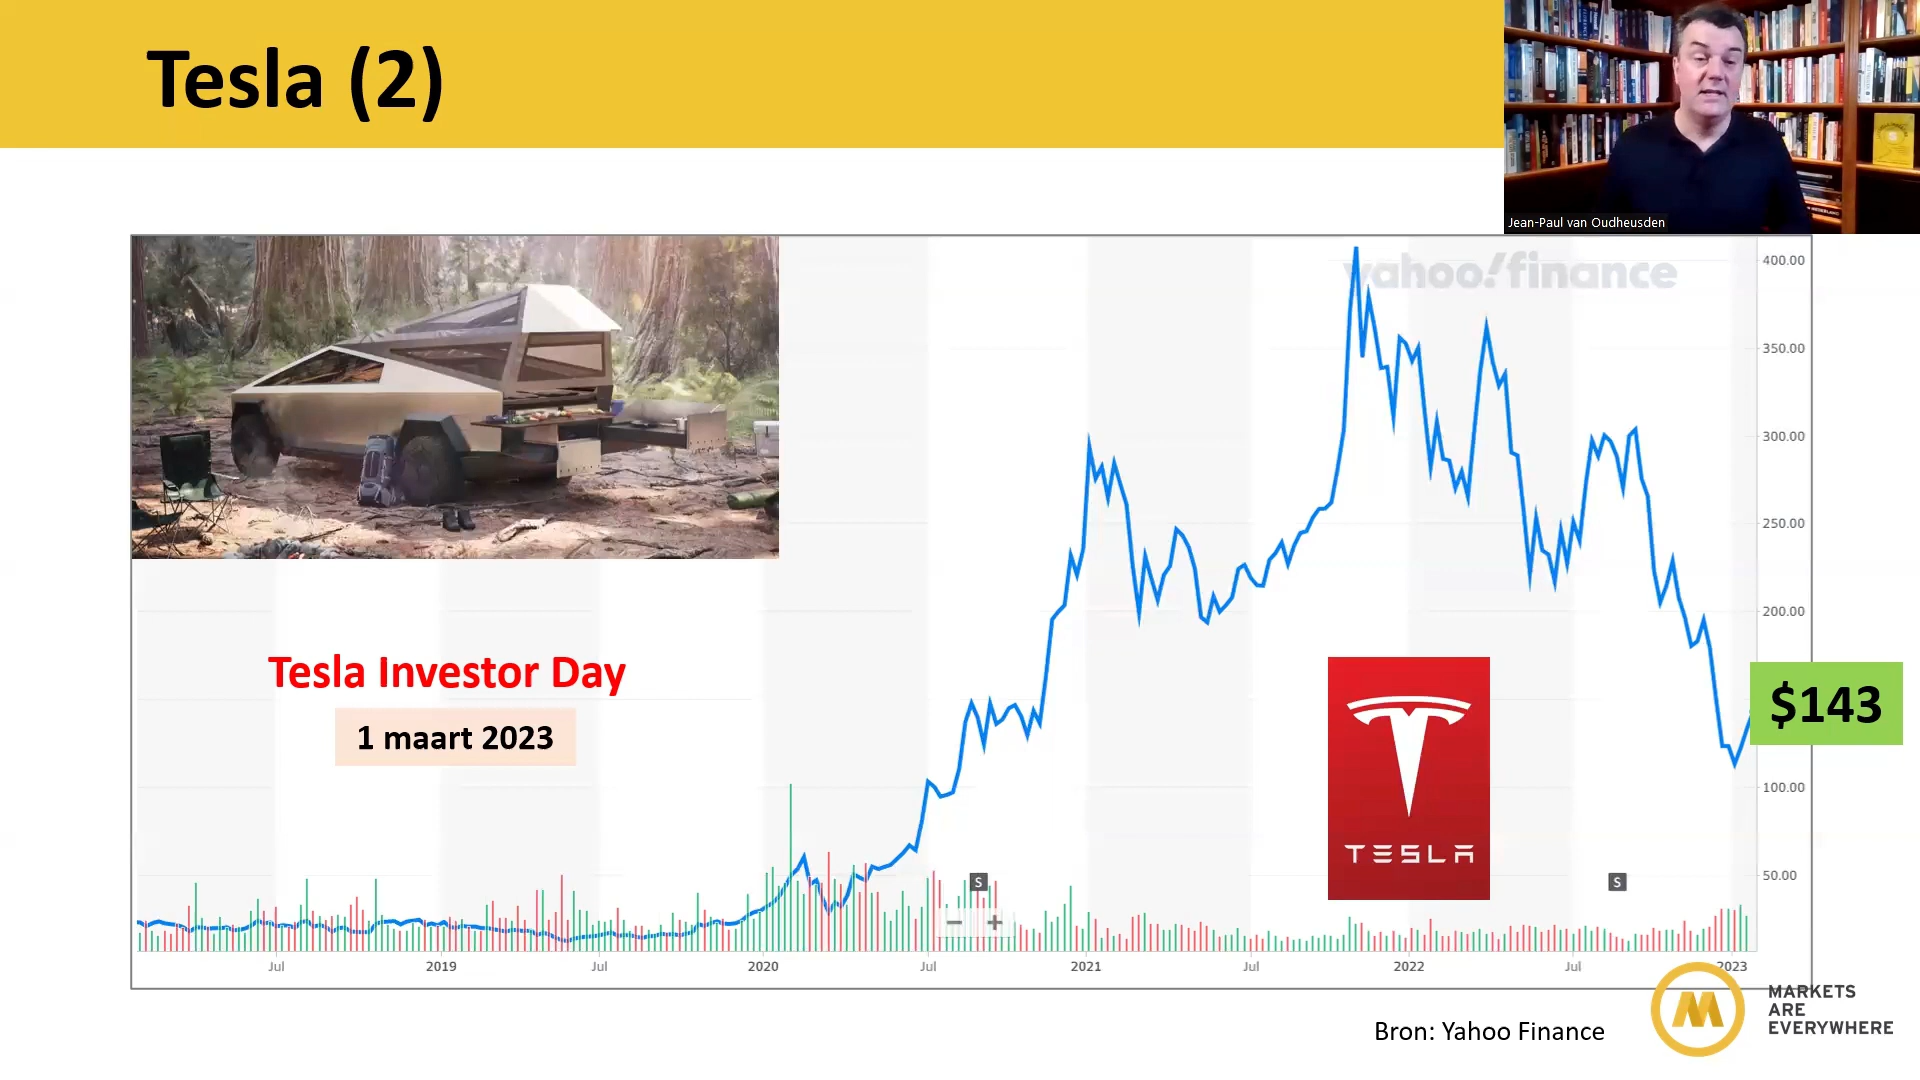 Tesla (2)
Jean-Paul van Oudheusden
yahoo!finance
400.00
350.00
300.00
250.00
200.00
Tesla Investor Day
$143
1 maart 2023
100.00
TESLA
50.00
S
S
− +
Jul
2019
Jul
2020
Jul
2021
Jul
2022
Jul
2023
MARKETS
ARE
EVERYWHERE
Bron: Yahoo Finance